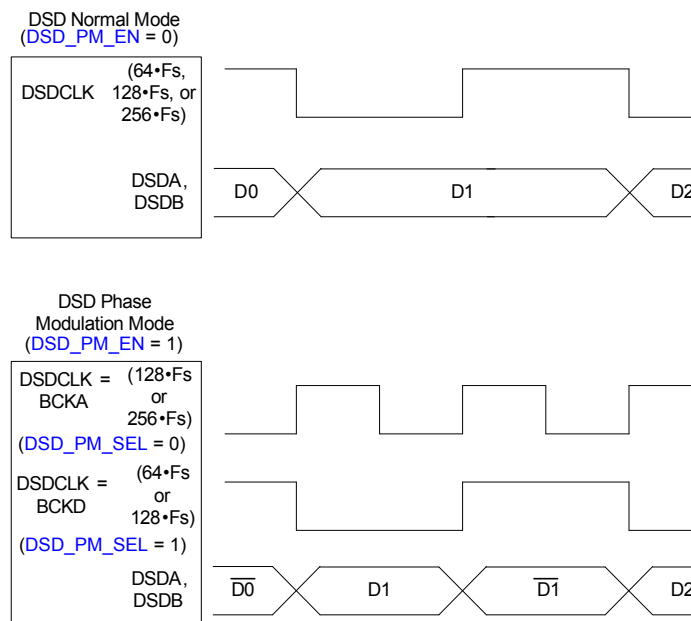 DSD Normal Mode
(DSD_PM_EN = 0)
DSDCLK
(64•Fs,
128•Fs, or
256•Fs)
DSDA,
DSDB
D0
D1
D2
DSD Phase
Modulation Mode
(DSD_PM_EN = 1)
DSDCLK =
BCKA
(128•Fs
or
256•Fs)
(DSD_PM_SEL = 0)
DSDCLK =
BCKD
(64•Fs
or
128•Fs)
(DSD_PM_SEL = 1)
DSDA,
DSDB
D̅0̅
D1
D̅1̅
D2